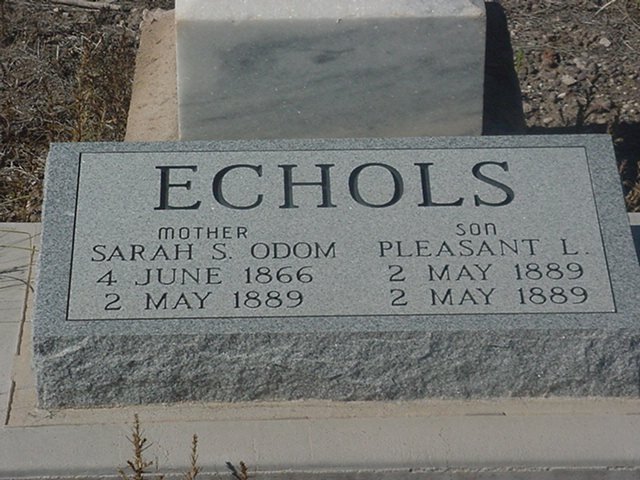 ECHOLS
MOTHER SON
SARAH S. ODOM PLEASANT L.
4 JUNE 1866 2 MAY 1889
2 MAY 1889 2 MAY 1889